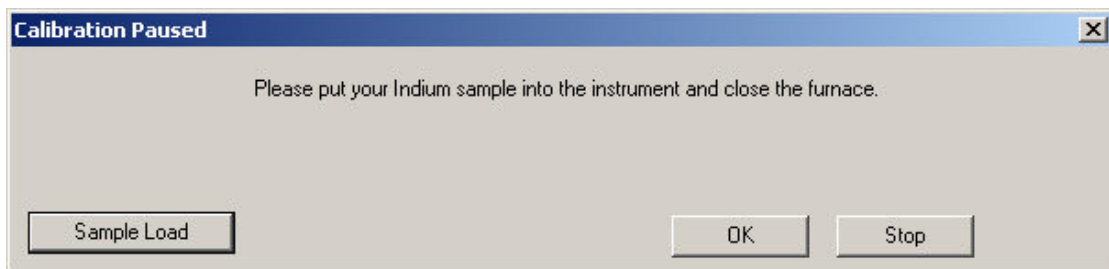 Calibration Paused
Please put your Indium sample into the instrument and close the furnace.
Sample Load
OK
Stop